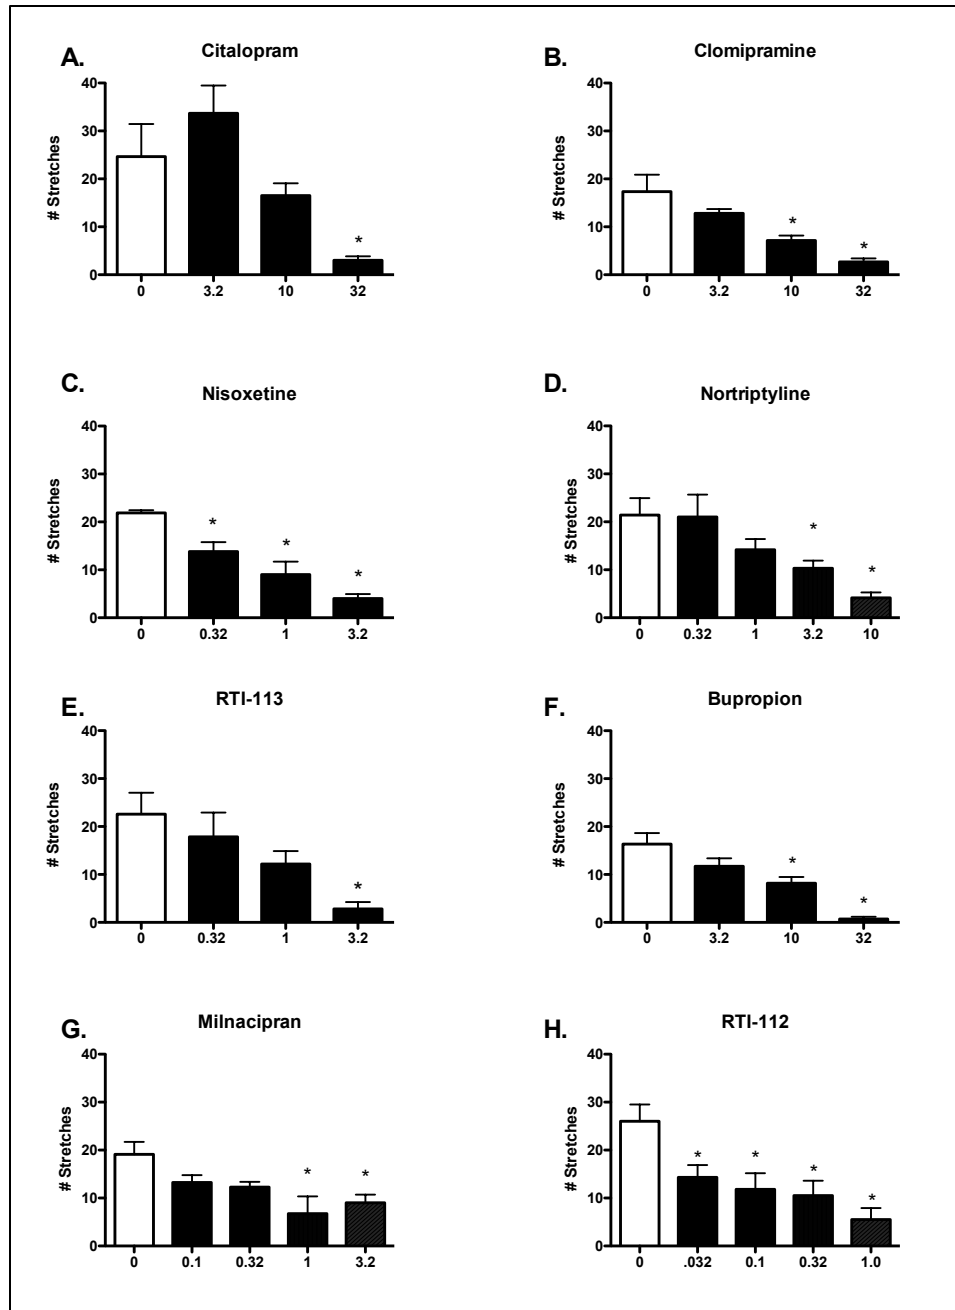 A. Citalopram
# Stretches
40
30
20
10
0
*
0 3.2 10 32
B. Clomipramine
# Stretches
40
30
20
10
0
* *
0 3.2 10 32
C. Nisoxetine
# Stretches
40
30
20
10
0
* * *
0 0.32 1 3.2
D. Nortriptyline
# Stretches
40
30
20
10
0
* *
0 0.32 1 3.2 10
E. RTI-113
# Stretches
40
30
20
10
0
*
0 0.32 1 3.2
F. Bupropion
# Stretches
40
30
20
10
0
* *
0 3.2 10 32
G. Milnacipran
# Stretches
40
30
20
10
0
* *
0 0.1 0.32 1 3.2
H. RTI-112
# Stretches
40
30
20
10
0
* * * *
0 .032 0.1 0.32 1.0